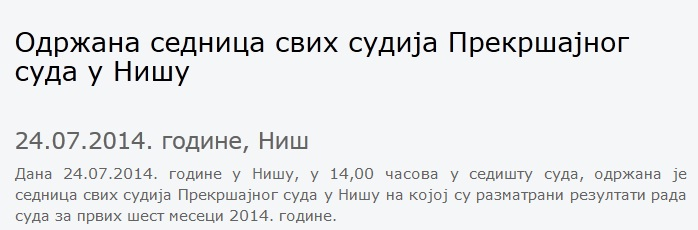 Одржана седница свих судија Прекршајног
суда у Нишу
24.07.2014. године, Ниш
Дана 24.07.2014. године у Нишу, у 14,00 часова у седишту суда, одржана је
седница свих судија Прекршајног суда у Нишу на којој су разматрани резултати рада
суда за првих шест месеци 2014. године.